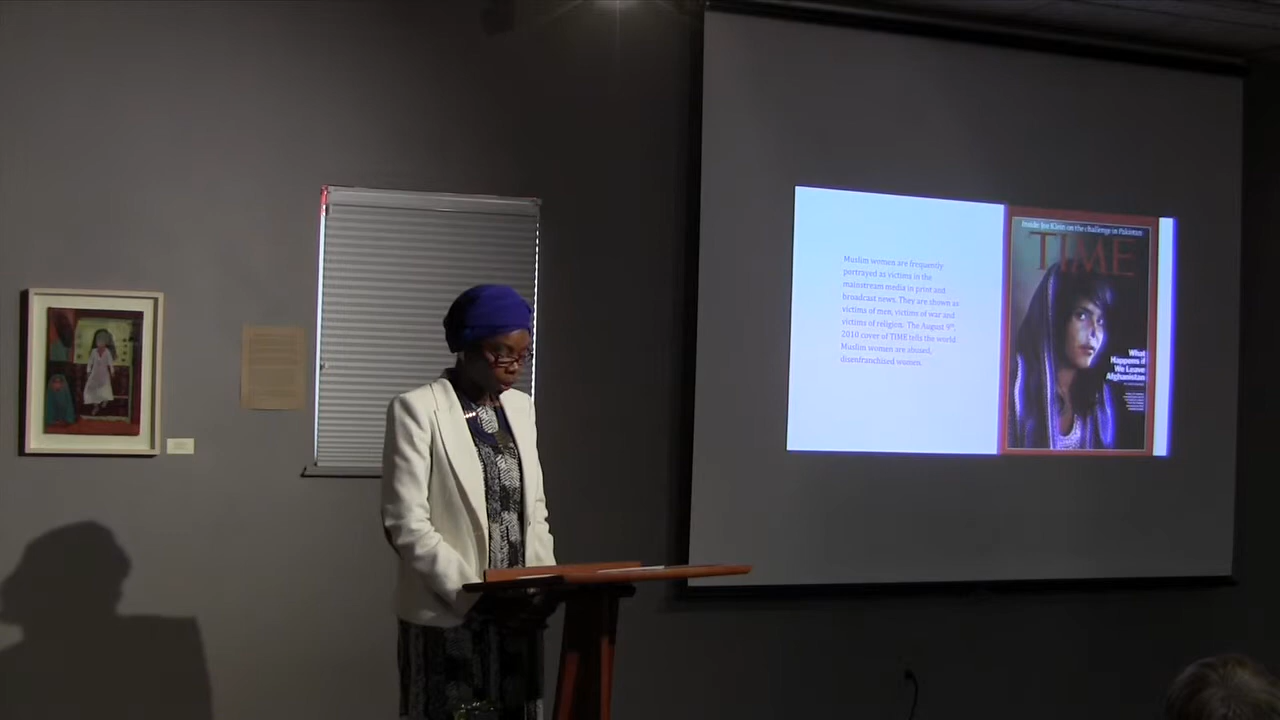 Muslim women are frequently
portrayed as victims in the
mainstream media in print and
broadcast news. They are shown as
victims of men, victims of war and
victims of religion. The August 9th,
2010 cover of TIME tells the world
Muslim women are abused,
disenfranchised women.
Inside: Joe Klein on the challenge in Pakistan
TIME
What
Happens if
We Leave
Afghanistan